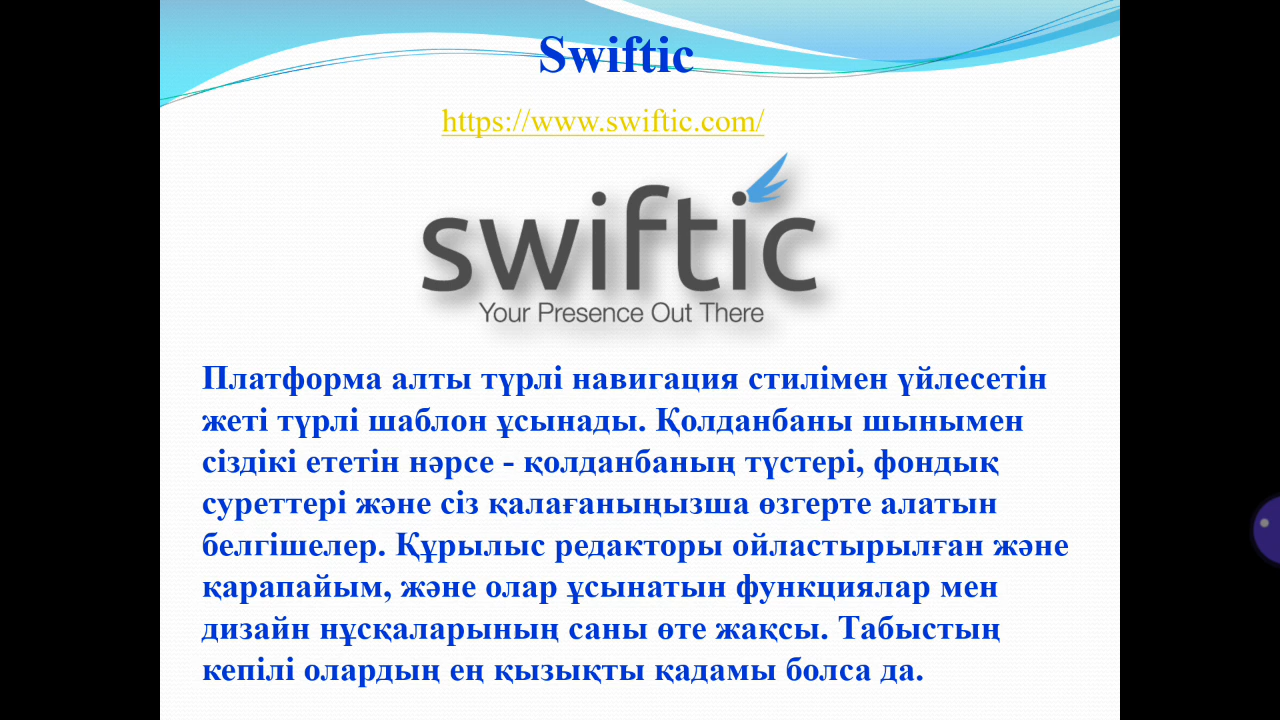 Swiftic
https://www.swiftic.com/
swiftic
Your Presence Out There
Платформа алты түрлі навигация стилімен үйлесетін
жеті түрлі шаблон ұсынады. Қолданбаны шынымен
сіздікі ететін нәрсе - қолданбаның түстері, фондық
суреттері және сіз қалағаныңызша өзгерте алатын
белгішелер. Құрылыс редакторы ойластырылған және
қарапайым, және олар ұсынатын функциялар мен
дизайн нұсқаларының саны өте жақсы. Табыстың
кепілі олардың ең қызықты қадамы болса да.